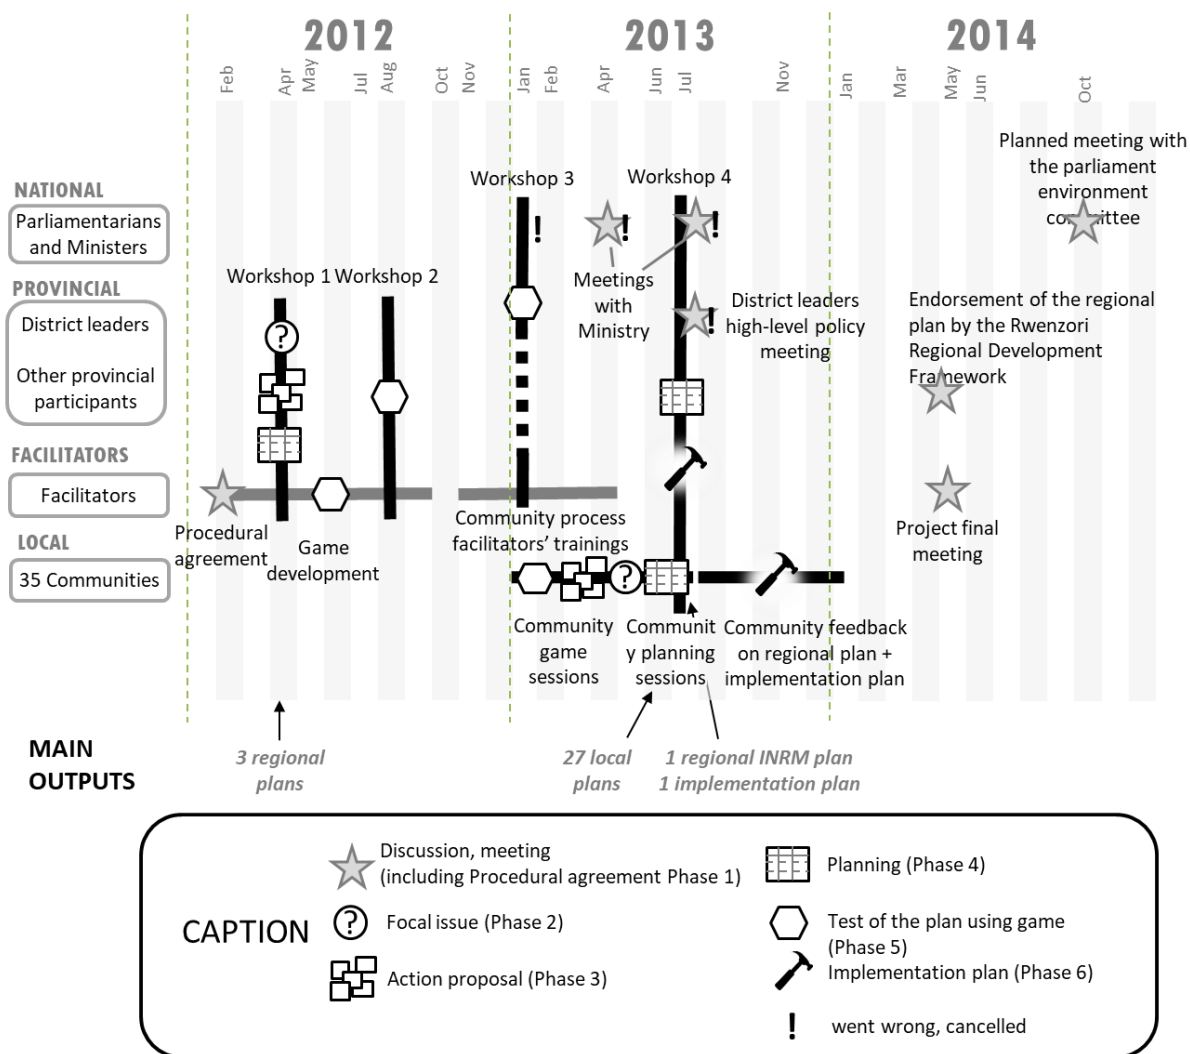 2012
2013
2014
Feb
Apr
May
Jul
Aug
Oct
Nov
Jan
Feb
Apr
Jun
Jul
Nov
Jan
Mar
May
Jun
Oct
NATIONAL
Parliamentarians
and Ministers
PROVINCIAL
District leaders
Other provincial
participants
FACILITATORS
Facilitators
LOCAL
35 Communities
Workshop 1
Workshop 2
Workshop 3
!
Workshop 4
!
!
!
Meetings
with
Ministry
District leaders
high-level policy
meeting
Planned meeting with
the parliament
environment
committee
Endorsement of the regional
plan by the Rwenzori
Regional Development
Framework
?
Procedural
agreement
Game
development
Community process
facilitators' trainings
Project final
meeting
?
Community
game
sessions
Communit
y planning
sessions
Community feedback
on regional plan +
implementation plan
MAIN
OUTPUTS
3 regional
plans
27 local
plans
1 regional INRM plan
1 implementation plan
CAPTION
Discussion, meeting
(including Procedural agreement Phase 1)
? Focal issue (Phase 2)
Action proposal (Phase 3)
Planning (Phase 4)
Test of the plan using game
(Phase 5)
Implementation plan (Phase 6)
! went wrong, cancelled